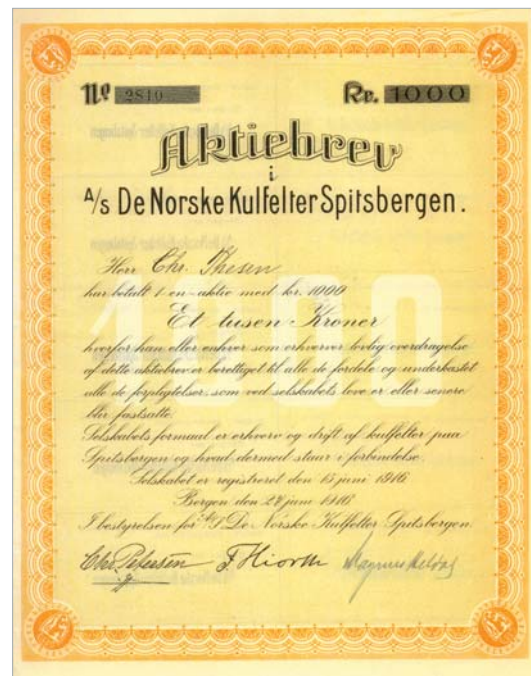 No 2810 Kr. 1000
Aktiebrev
i
A/S De Norske Kulfelter Spitsbergen.
Herr Chr. Thesen
har betalt 1-en-aktie med kr. 1000
Et tusen Kroner
hvorfor han eller enhver som erhverver lovlig overdragelse
af dette aktiebrev er berettiget til alle de fordele og underkastet
alle de forpligtelser, som ved selskabets love er eller senere
blir fastsatte.
Selskabets formaal er erhverv og drift af kulfelter paa
Spitsbergen og hvad dermed staar i forbindelse.
Selskabet er registreret den 15 juni 1916
Bergen den 27 juni 1916
I bestyrelsen for A/S De Norske Kulfelter Spitsbergen.
Chr. Petersen F Hiorth Magnus
1000